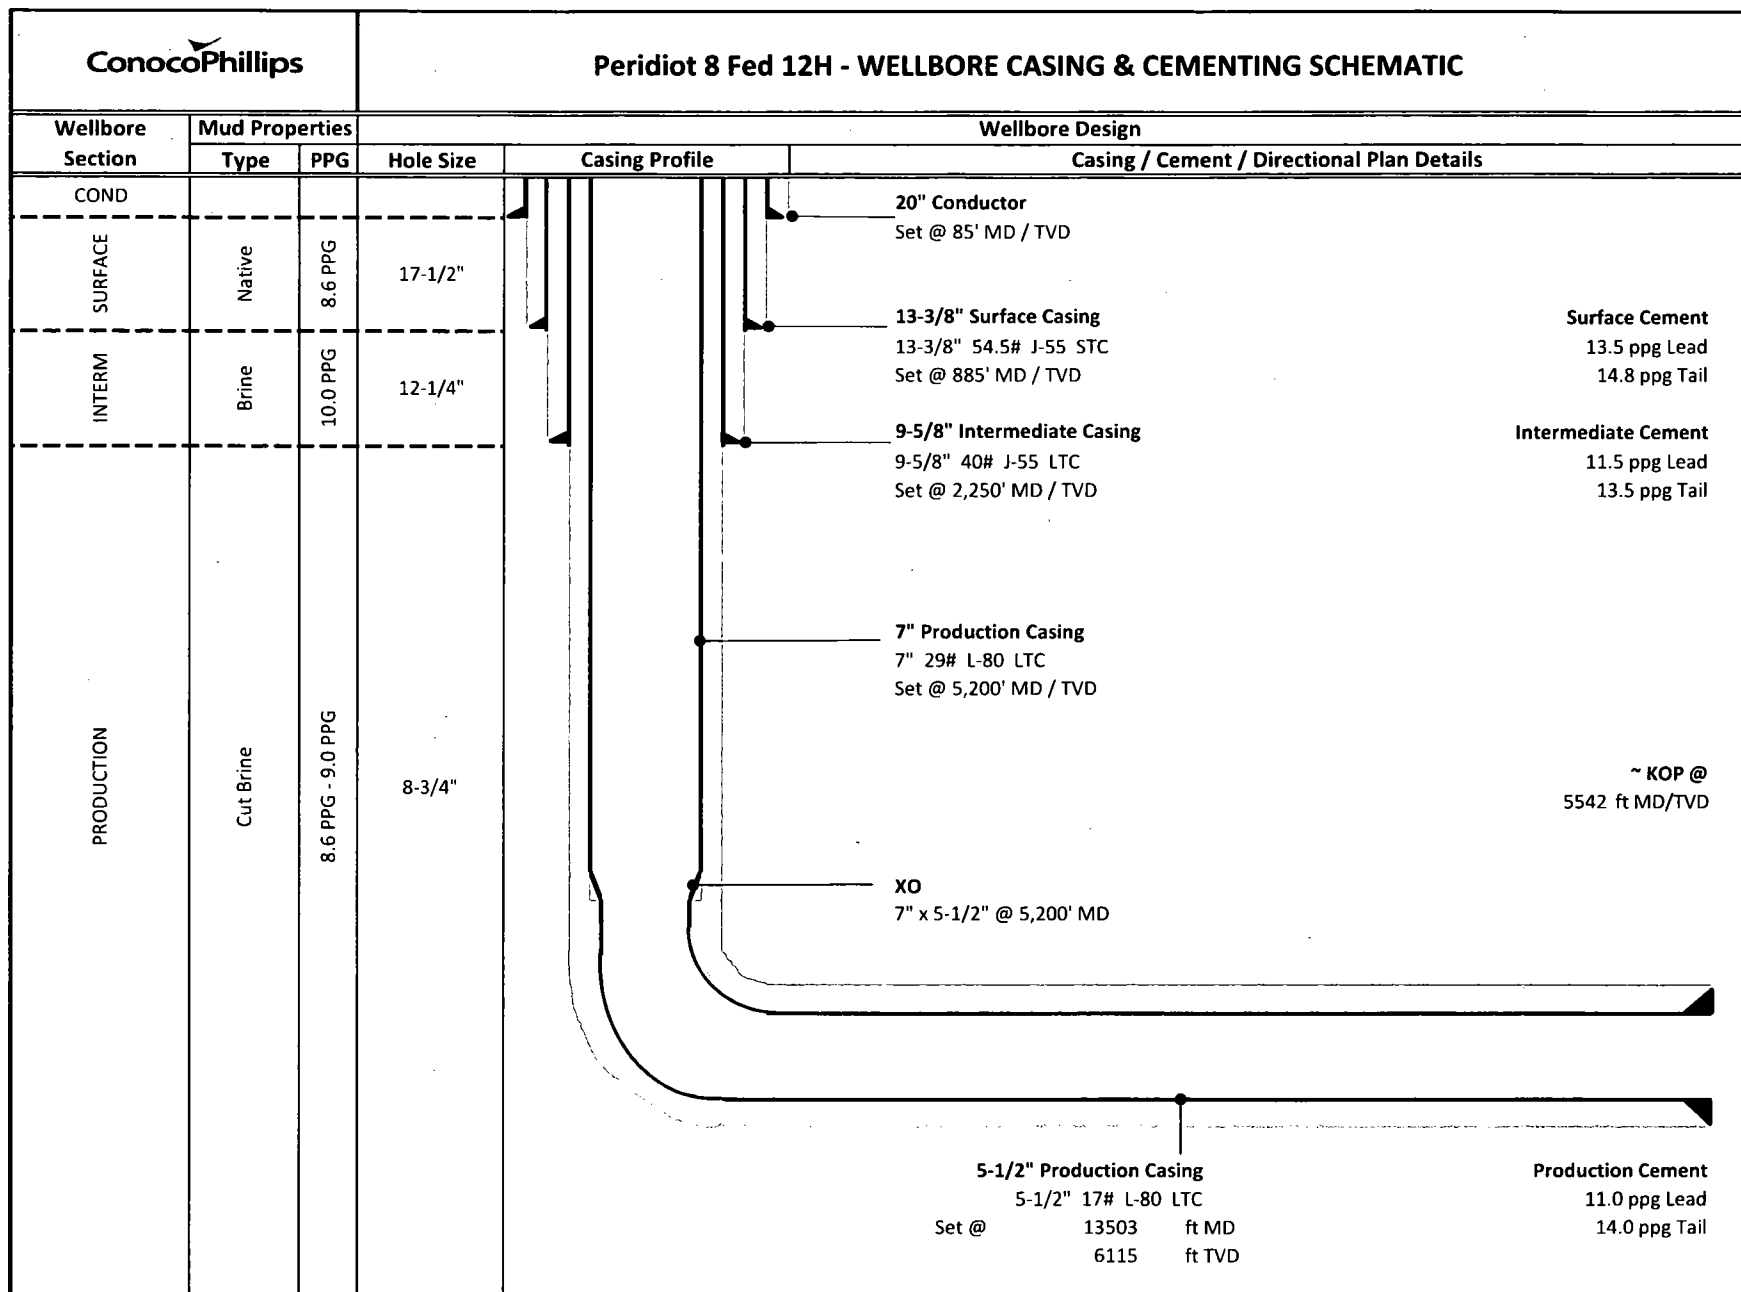 ConocoPhillips
Peridiot 8 Fed 12H - WELLBORE CASING & CEMENTING SCHEMATIC
Wellbore Section
Mud Properties
Wellbore Design
Type
PPG
Hole Size
Casing Profile
Casing / Cement / Directional Plan Details
COND
20" Conductor
Set @ 85' MD / TVD
SURFACE
Native
8.6 PPG
17-1/2"
13-3/8" Surface Casing
13-3/8" 54.5# J-55 STC
Set @ 885' MD / TVD
Surface Cement
13.5 ppg Lead
14.8 ppg Tail
INTERM
Brine
10.0 PPG
12-1/4"
9-5/8" Intermediate Casing
9-5/8" 40# J-55 LTC
Set @ 2,250' MD / TVD
Intermediate Cement
11.5 ppg Lead
13.5 ppg Tail
7" Production Casing
7" 29# L-80 LTC
Set @ 5,200' MD / TVD
PRODUCTION
Cut Brine
8.6 PPG - 9.0 PPG
8-3/4"
~ KOP @
5542 ft MD/TVD
XO
7" x 5-1/2" @ 5,200' MD
5-1/2" Production Casing
5-1/2" 17# L-80 LTC
Set @ 13503 ft MD
6115 ft TVD
Production Cement
11.0 ppg Lead
14.0 ppg Tail